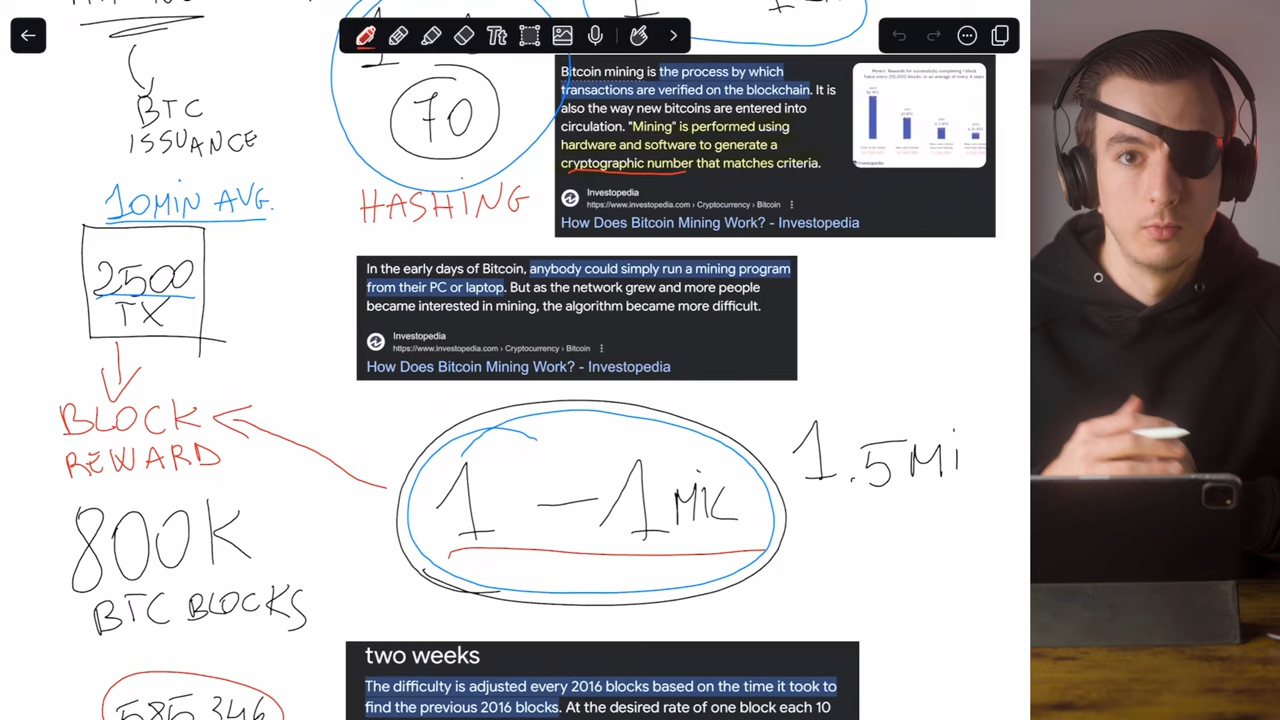 BTC
ISSUANCE
10MIN AVG.
2500
TX
BLOCK
REWARD
800K
BTC BLOCKS
585,346
1
70
HASHING
Tt
Bitcoin mining is the process by which
transactions are verified on the blockchain. It is
also the way new bitcoins are entered into
circulation. "Mining" is performed using
hardware and software to generate a
cryptographic number that matches criteria.
Investopedia
https://www.investopedia.com › Cryptocurrency › Bitcoin
How Does Bitcoin Mining Work? - Investopedia
In the early days of Bitcoin, anybody could simply run a mining program
from their PC or laptop. But as the network grew and more people
became interested in mining, the algorithm became more difficult.
Investopedia
https://www.investopedia.com › Cryptocurrency › Bitcoin
How Does Bitcoin Mining Work? - Investopedia
1 – 1 MIL
1.5 Mi
two weeks
The difficulty is adjusted every 2016 blocks based on the time it took to
find the previous 2016 blocks. At the desired rate of one block each 10